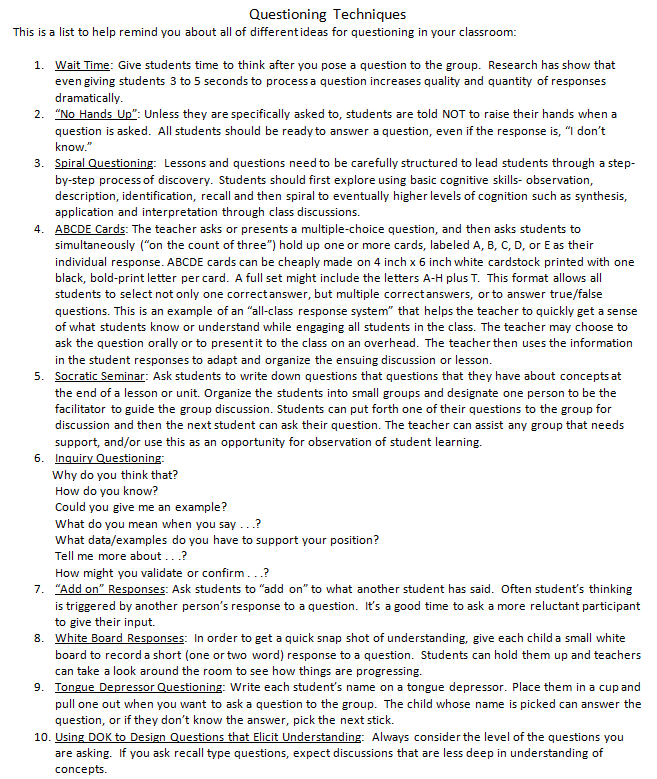 Questioning Techniques
This is a list to help remind you about all of different ideas for questioning in your classroom:
1. Wait Time: Give students time to think after you pose a question to the group. Research has show that
even giving students 3 to 5 seconds to process a question increases quality and quantity of responses
dramatically.
2. "No Hands Up": Unless they are specifically asked to, students are told NOT to raise their hands when a
question is asked. All students should be ready to answer a question, even if the response is, "I don't
know."
3. Spiral Questioning: Lessons and questions need to be carefully structured to lead students through a step-
by-step process of discovery. Students should first explore using basic cognitive skills- observation,
description, identification, recall and then spiral to eventually higher levels of cognition such as synthesis,
application and interpretation through class discussions.
4. ABCDE Cards: The teacher asks or presents a multiple-choice question, and then asks students to
simultaneously ("on the count of three") hold up one or more cards, labeled A, B, C, D, or E as their
individual response. ABCDE cards can be cheaply made on 4 inch x 6 inch white cardstock printed with one
black, bold-print letter per card. A full set might include the letters A-H plus T. This format allows all
students to select not only one correct answer, but multiple correct answers, or to answer true/false
questions. This is an example of an "all-class response system" that helps the teacher to quickly get a sense
of what students know or understand while engaging all students in the class. The teacher may choose to
ask the question orally or to present it to the class on an overhead. The teacher then uses the information
in the student responses to adapt and organize the ensuing discussion or lesson.
5. Socratic Seminar: Ask students to write down questions that questions that they have about concepts at
the end of a lesson or unit. Organize the students into small groups and designate one person to be the
facilitator to guide the group discussion. Students can put forth one of their questions to the group for
discussion and then the next student can ask their question. The teacher can assist any group that needs
support, and/or use this as an opportunity for observation of student learning.
6. Inquiry Questioning:
Why do you think that?
How do you know?
Could you give me an example?
What do you mean when you say . . .?
What data/examples do you have to support your position?
Tell me more about . . .?
How might you validate or confirm . . .?
7. "Add on" Responses: Ask students to "add on" to what another student has said. Often student's thinking
is triggered by another person's response to a question. It's a good time to ask a more reluctant participant
to give their input.
8. White Board Responses: In order to get a quick snap shot of understanding, give each child a small white
board to record a short (one or two word) response to a question. Students can hold them up and teachers
can take a look around the room to see how things are progressing.
9. Tongue Depressor Questioning: Write each student's name on a tongue depressor. Place them in a cup and
pull one out when you want to ask a question to the group. The child whose name is picked can answer the
question, or if they don't know the answer, pick the next stick.
10. Using DOK to Design Questions that Elicit Understanding: Always consider the level of the questions you
are asking. If you ask recall type questions, expect discussions that are less deep in understanding of
concepts.